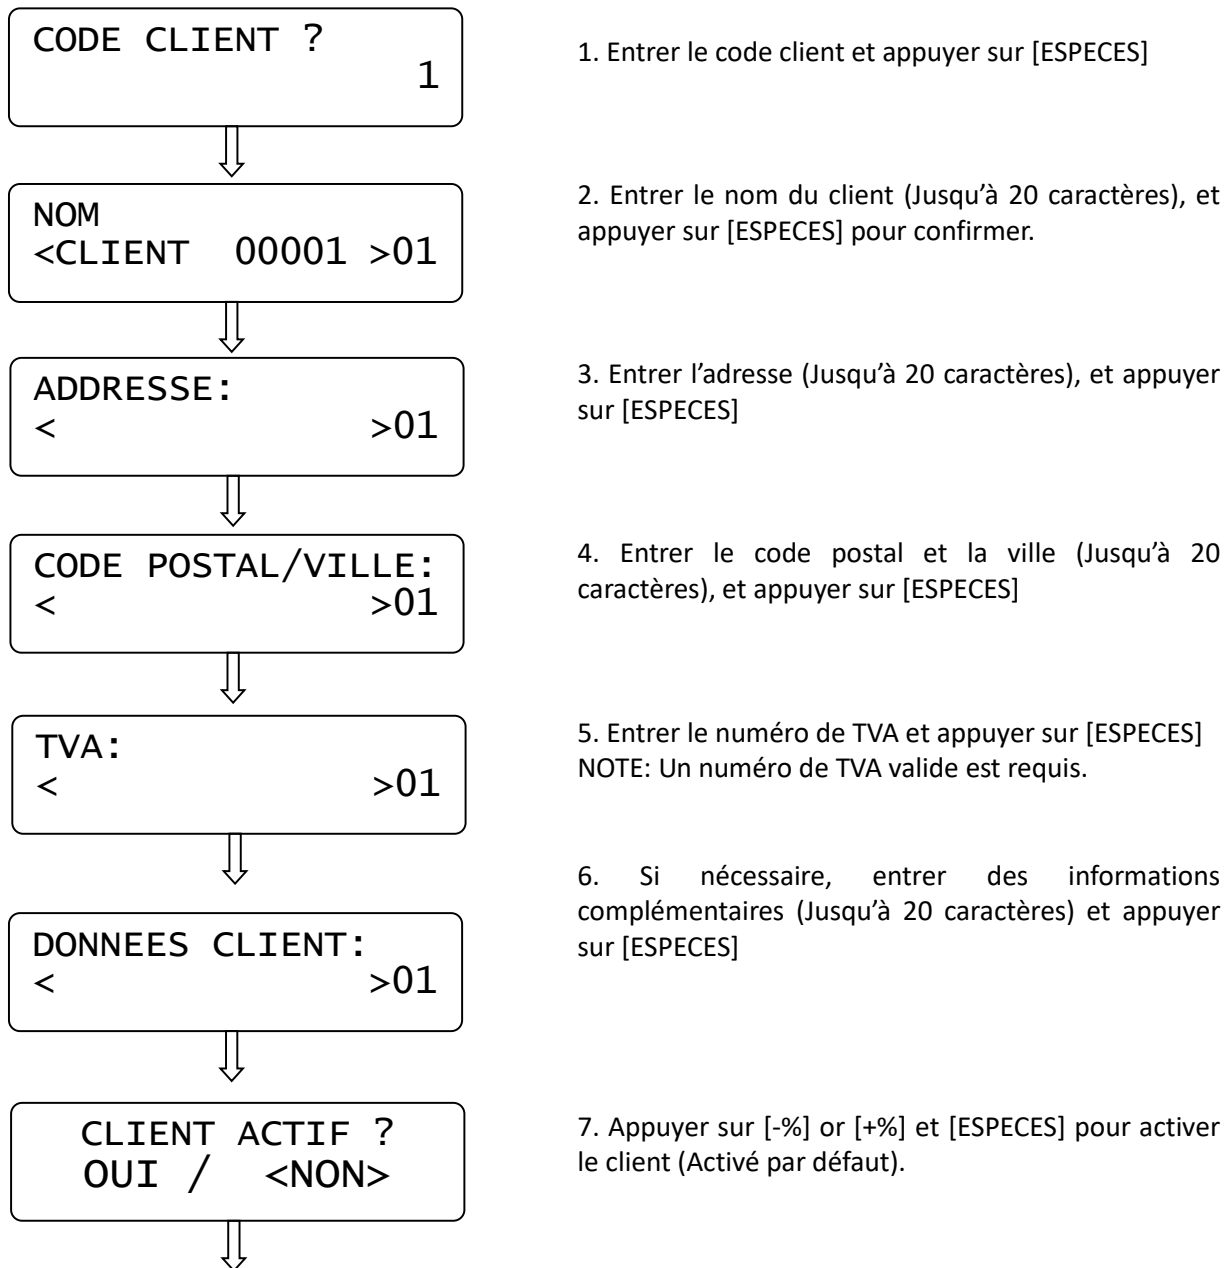 CODE CLIENT ?
1
1. Entrer le code client et appuyer sur [ESPECES]
NOM
<CLIENT 00001 >01
2. Entrer le nom du client (Jusqu’à 20 caractères), et
appuyer sur [ESPECES] pour confirmer.
ADDRESSE:
< >01
3. Entrer l’adresse (Jusqu’à 20 caractères), et appuyer
sur [ESPECES]
CODE POSTAL/VILLE:
< >01
4. Entrer le code postal et la ville (Jusqu’à 20
caractères), et appuyer sur [ESPECES]
TVA:
< >01
5. Entrer le numéro de TVA et appuyer sur [ESPECES]
NOTE: Un numéro de TVA valide est requis.
6. Si nécessaire, entrer des informations
complémentaires (Jusqu’à 20 caractères) et appuyer
sur [ESPECES]
DONNEES CLIENT:
< >01
CLIENT ACTIF ?
OUI / <NON>
7. Appuyer sur [-%] or [+%] et [ESPECES] pour activer
le client (Activé par défaut).